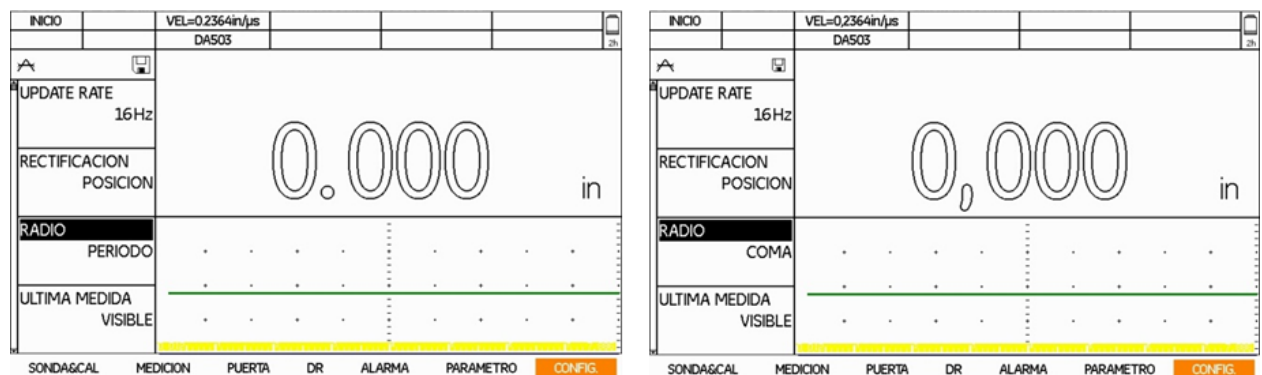 INICIO VEL=0.2364in/µs
DA503
2h
UPDATE RATE
16Hz
RECTIFICACION
POSICION
0.000 in
RADIO
PERIODO
ULTIMA MEDIDA
VISIBLE
SONDA&CAL MEDICION PUERTA DR ALARMA PARAMETRO CONFIG.
INICIO VEL=0,2364in/µs
DA503
2h
UPDATE RATE
16Hz
RECTIFICACION
POSICION
0,000 in
RADIO
COMA
ULTIMA MEDIDA
VISIBLE
SONDA&CAL MEDICION PUERTA DR ALARMA PARAMETRO CONFIG.